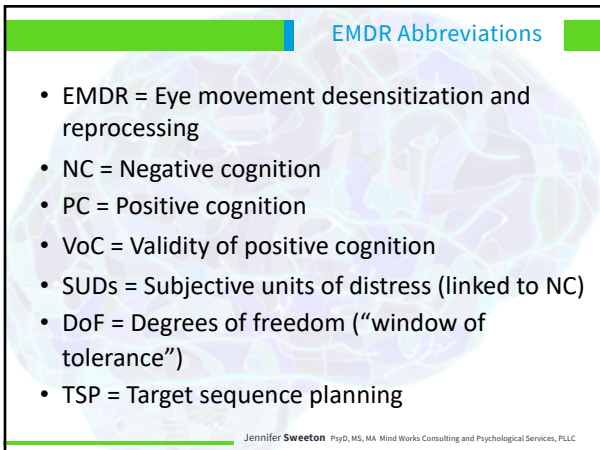 EMDR Abbreviations
• EMDR = Eye movement desensitization and
reprocessing
• NC = Negative cognition
• PC = Positive cognition
• VoC = Validity of positive cognition
• SUDs = Subjective units of distress (linked to NC)
• DoF = Degrees of freedom (“window of
tolerance”)
• TSP = Target sequence planning
Jennifer Sweeton PsyD, MS, MA Mind Works Consulting and Psychological Services, PLLC